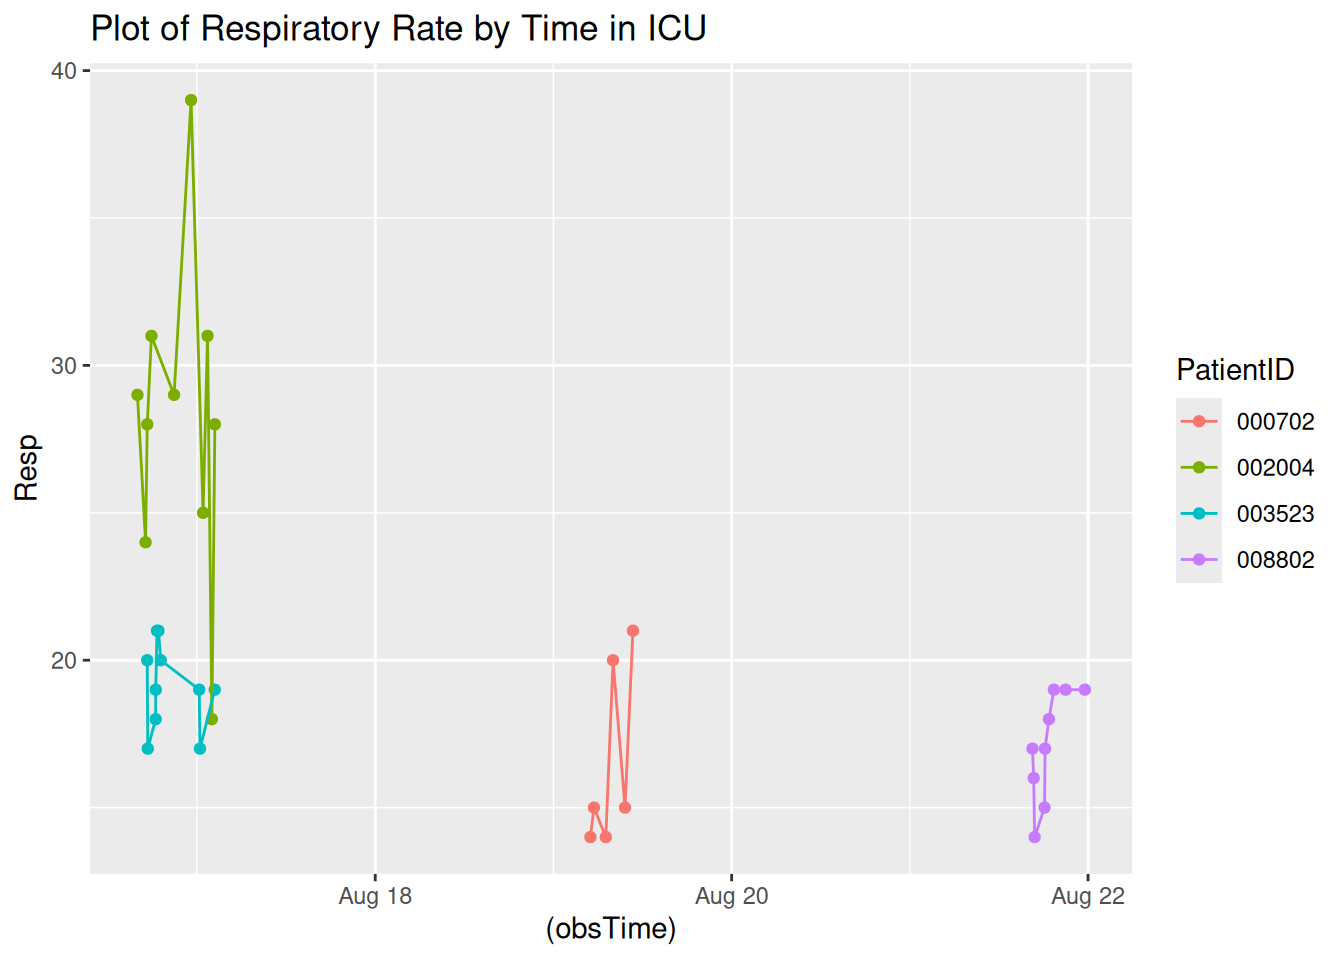 Plot of Respiratory Rate by Time in ICU
40
30
20
Resp
Aug 18
Aug 20
Aug 22
(obsTime)
PatientID
000702
002004
003523
008802